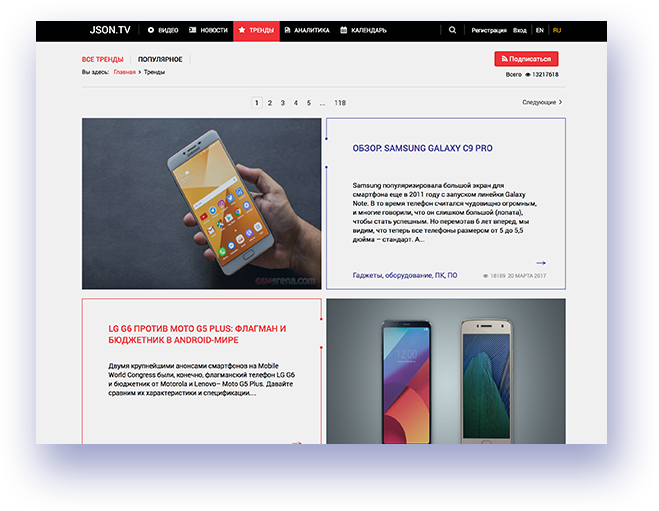 JSON.TV ВИДЕО НОВОСТИ ТРЕНДЫ АНАЛИТИКА КАЛЕНДАРЬ Регистрация Вход EN RU
ВСЕ ТРЕНДЫ ПОПУЛЯРНОЕ Подписаться
Вы здесь: Главная > Тренды Всего 13217618
1 2 3 4 5 ... 118 Следующие >
ОБЗОР: SAMSUNG GALAXY C9 PRO
Samsung популяризировала большой экран для
смартфона еще в 2011 году с запуском линейки Galaxy
Note. В то время телефон считался чудовищно огромным,
и многие говорили, что он слишком большой (лопата),
чтобы стать успешным. Но перемотав 6 лет вперед, мы
видим, что теперь все телефоны размером от 5 до 5,5
дюйма – стандарт. А...
Гаджеты, оборудование, ПК, ПО 18189 20 МАРТА 2017
LG G6 ПРОТИВ MOTO G5 PLUS: ФЛАГМАН И
БЮДЖЕТНИК В ANDROID-МИРЕ
Двумя крупнейшими анонсами смартфонов на Mobile
World Congress были, конечно, флагманский телефон LG G6
и бюджетник от Motorola и Lenovo– Moto G5 Plus. Давайте
сравним их характеристики и спецификации....